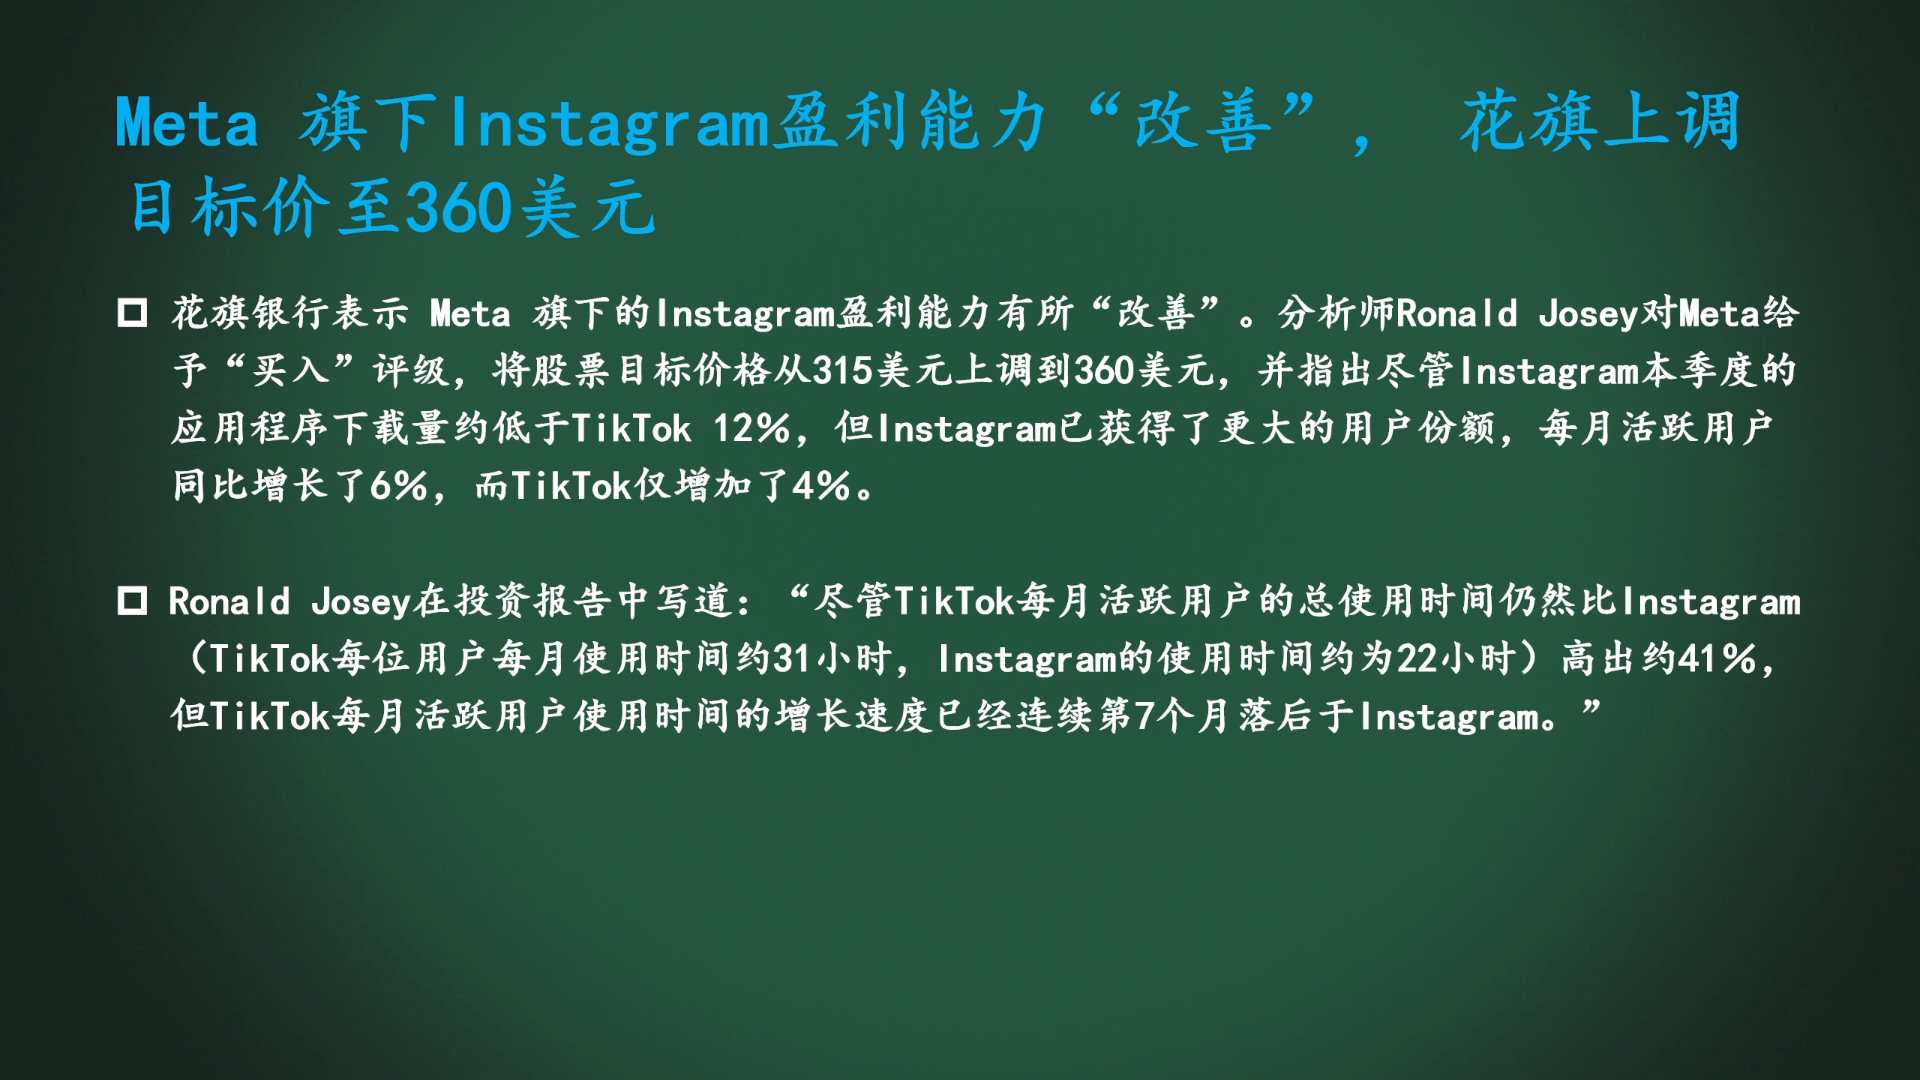 Meta 旗下Instagram盈利能力“改善”， 花旗上调
目标价至360美元
花旗银行表示 Meta 旗下的Instagram盈利能力有所“改善”。分析师Ronald Josey对Meta给
予“买入”评级，将股票目标价格从315美元上调到360美元，并指出尽管Instagram本季度的
应用程序下载量约低于TikTok 12%，但Instagram已获得了更大的用户份额，每月活跃用户
同比增长了6%，而TikTok仅增加了4%。
Ronald Josey在投资报告中写道：“尽管TikTok每月活跃用户的总使用时间仍然比Instagram
（TikTok每位用户每月使用时间约31小时，Instagram的使用时间约为22小时）高出约41%，
但TikTok每月活跃用户使用时间的增长速度已经连续第7个月落后于Instagram。”